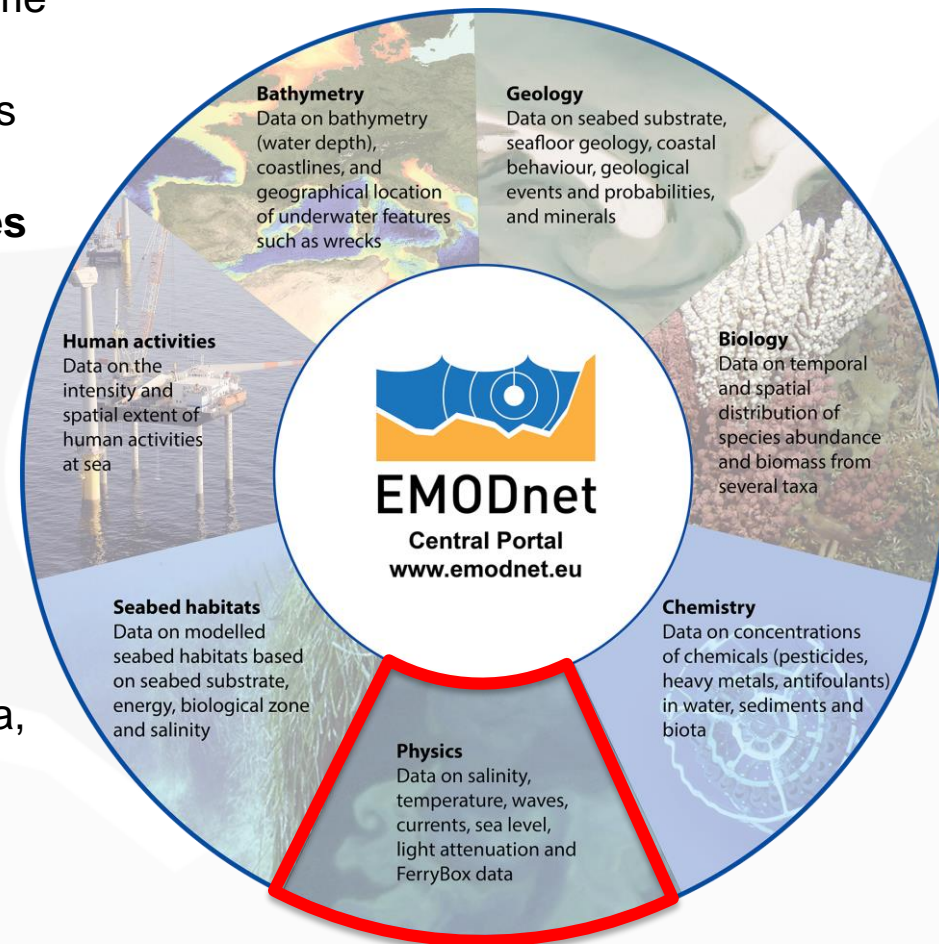 ne
s
es
a,
Bathymetry
Data on bathymetry
(water depth),
coastlines, and
geographical location
of underwater features
such as wrecks
Geology
Data on seabed substrate,
seafloor geology, coastal
behaviour, geological
events and probabilities,
and minerals
Human activities
Data on the
intensity and
spatial extent of
human activities
at sea
Biology
Data on temporal
and spatial
distribution of
species abundance
and biomass from
several taxa
EMODnet
Central Portal
www.emodnet.eu
Seabed habitats
Data on modelled
seabed habitats based
on seabed substrate,
energy, biological zone
and salinity
Chemistry
Data on concentrations
of chemicals (pesticides,
heavy metals, antifoulants)
in water, sediments and
biota
Physics
Data on salinity,
temperature, waves,
currents, sea level,
light attenuation and
FerryBox data